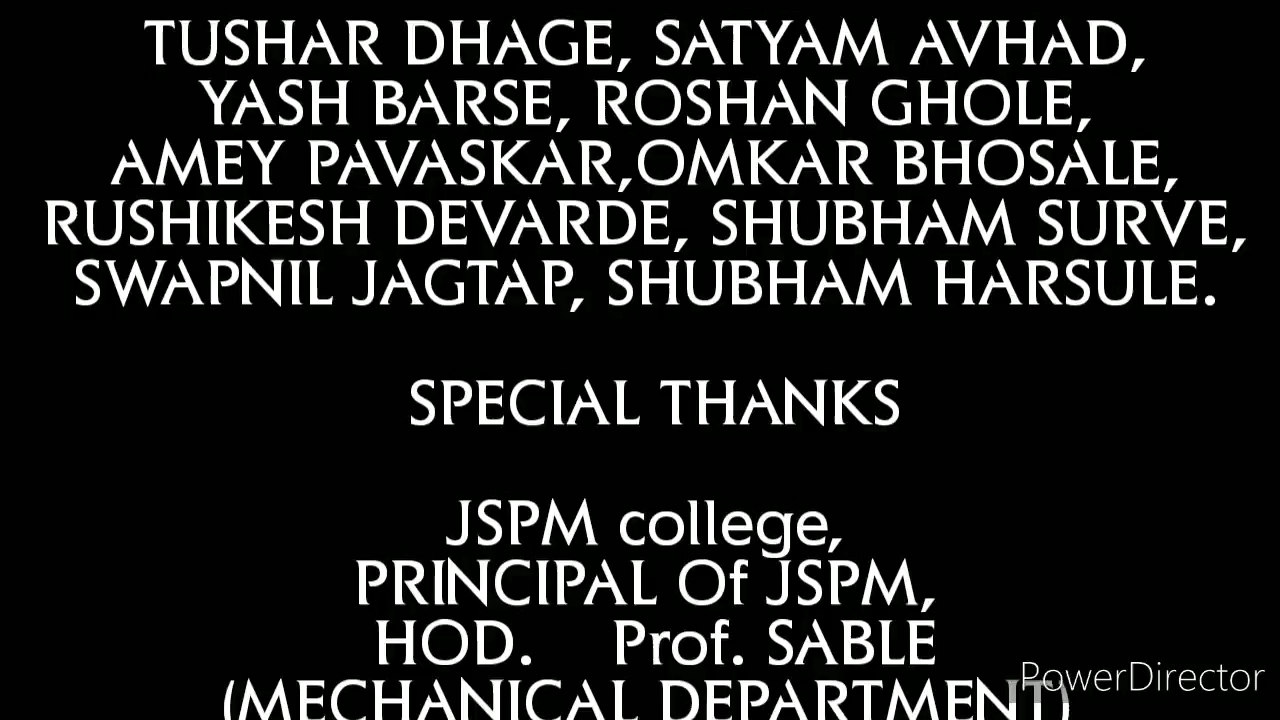 TUSHAR DHAGE, SATYAM AVHAD,
YASH BARSE, ROSHAN GHOLE,
AMEY PAVASKAR,OMKAR BHOSALE,
RUSHIKESH DEVARDE, SHUBHAM SURVE,
SWAPNIL JAGTAP, SHUBHAM HARSULE.
SPECIAL THANKS
JSPM college,
PRINCIPAL Of JSPM,
HOD. Prof. SABLE
(MECHANICAL DEPARTMENT)
PowerDirector